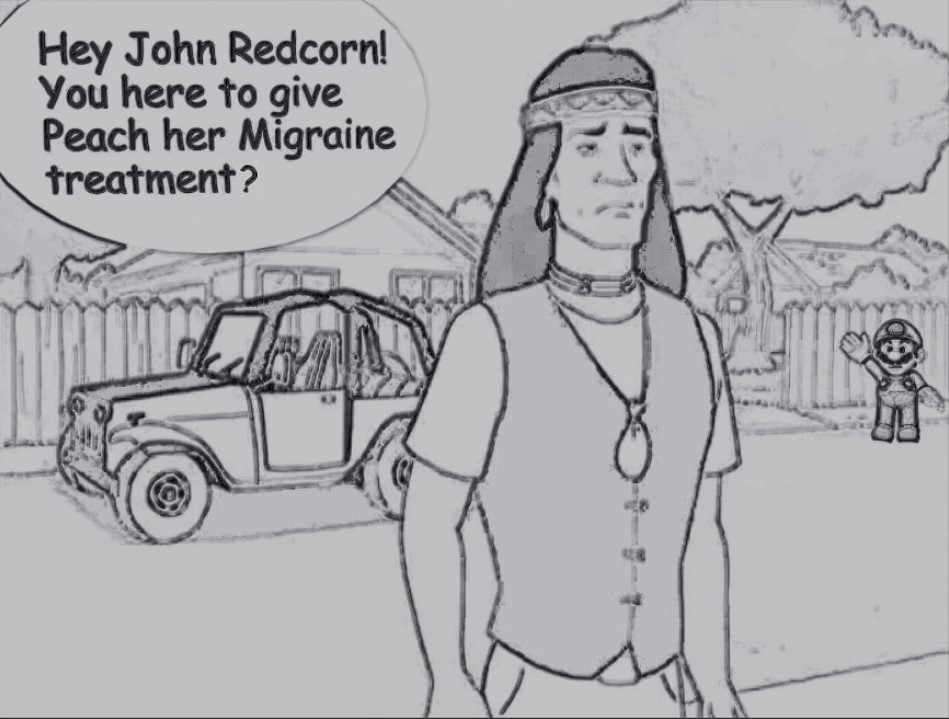 Hey John Redcorn!
You here to give
Peach her Migraine
treatment?